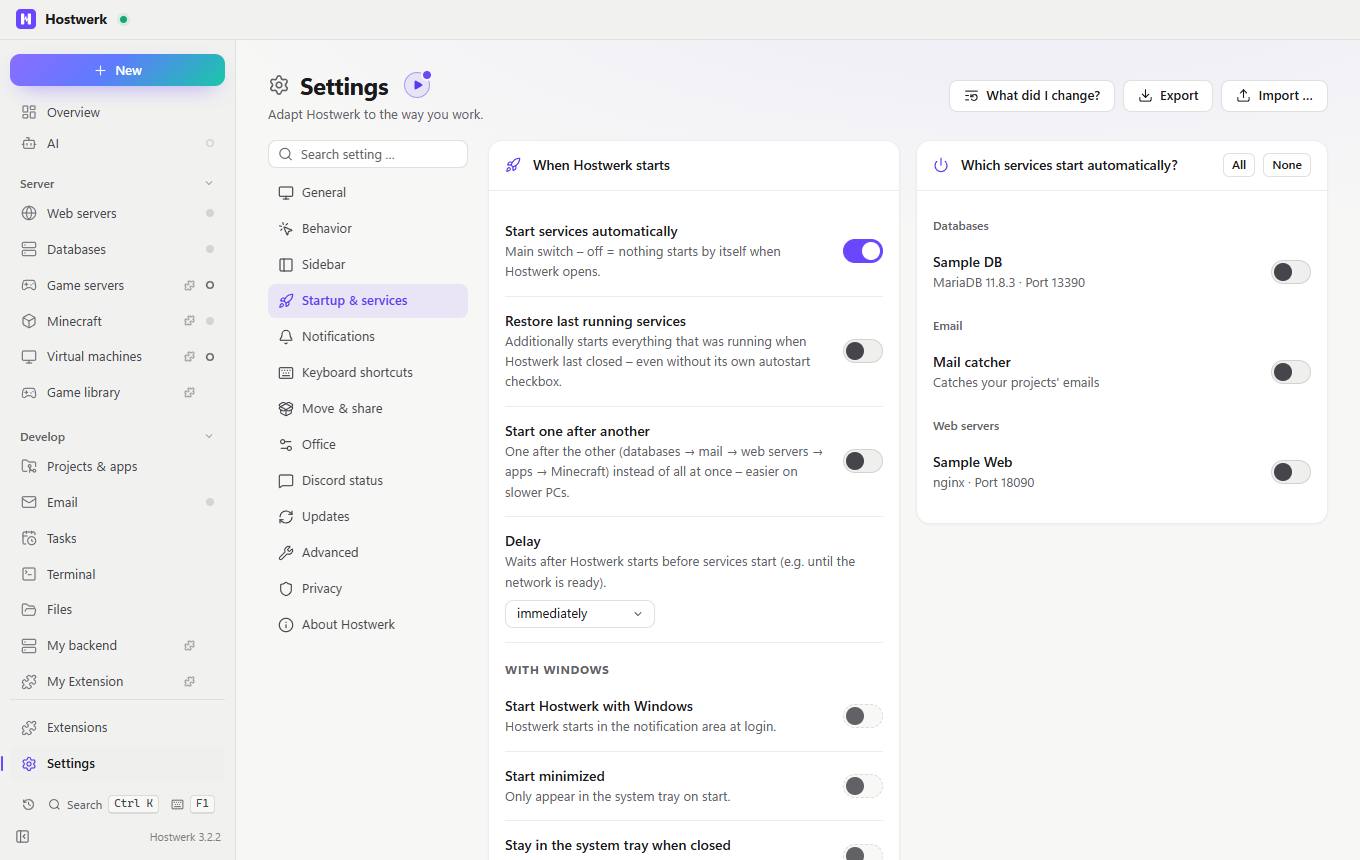 Hostwerk
New
Overview
AI
Server
Web servers
Databases
Game servers
Minecraft
Virtual machines
Game library
Develop
Projects & apps
Email
Tasks
Terminal
Files
My backend
My Extension
Extensions
Settings
Search Ctrl K F1
Hostwerk 3.2.2
Settings
Adapt Hostwerk to the way you work.
What did I change?
Export
Import ...
Search setting ...
General
Behavior
Sidebar
Startup & services
Notifications
Keyboard shortcuts
Move & share
Office
Discord status
Updates
Advanced
Privacy
About Hostwerk
When Hostwerk starts
Start services automatically
Main switch – off = nothing starts by itself when
Hostwerk opens.
Restore last running services
Additionally starts everything that was running when
Hostwerk last closed – even without its own autostart
checkbox.
Start one after another
One after the other (databases → mail → web servers →
apps → Minecraft) instead of all at once – easier on
slower PCs.
Delay
Waits after Hostwerk starts before services start (e.g. until the
network is ready).
immediately
WITH WINDOWS
Start Hostwerk with Windows
Hostwerk starts in the notification area at login.
Start minimized
Only appear in the system tray on start.
Stay in the system tray when closed
Which services start automatically?
All
None
Databases
Sample DB
MariaDB 11.8.3 · Port 13390
Email
Mail catcher
Catches your projects' emails
Web servers
Sample Web
nginx · Port 18090